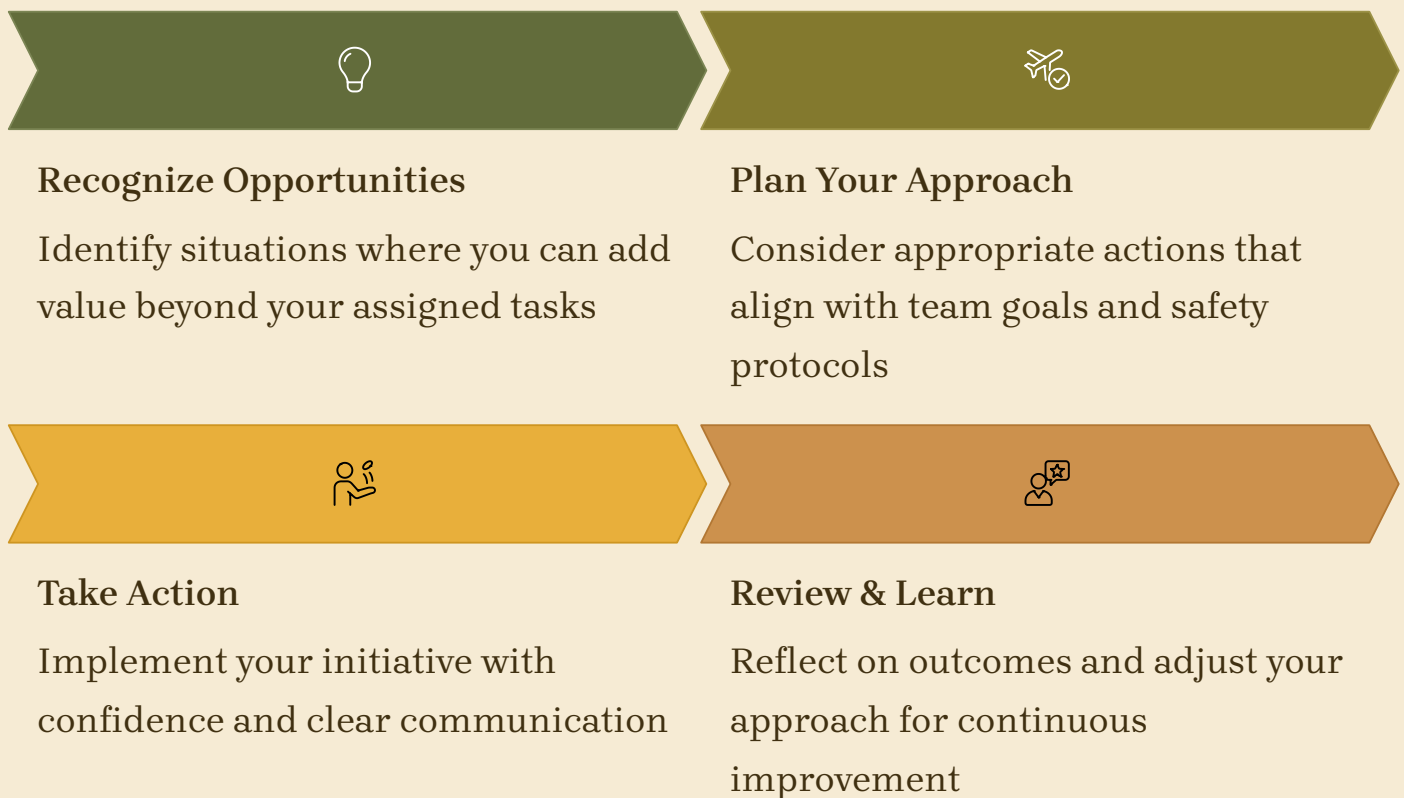 Recognize Opportunities
Identify situations where you can add
value beyond your assigned tasks
Plan Your Approach
Consider appropriate actions that
align with team goals and safety
protocols
Take Action
Implement your initiative with
confidence and clear communication
Review & Learn
Reflect on outcomes and adjust your
approach for continuous
improvement